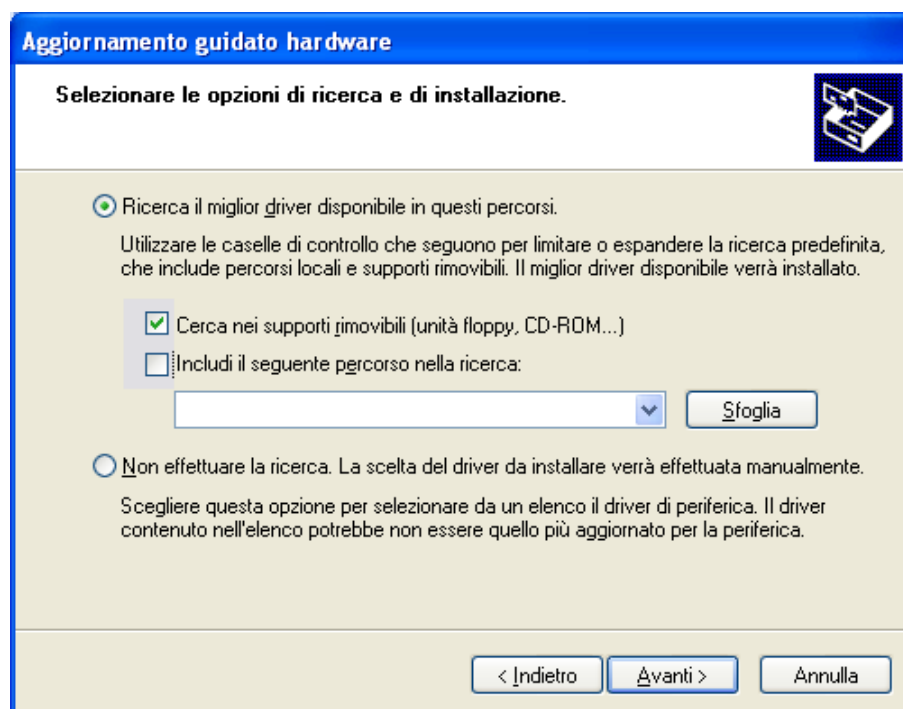 Aggiornamento guidato hardware
Selezionare le opzioni di ricerca e di installazione.
Ricerca il miglior driver disponibile in questi percorsi.
Utilizzare le caselle di controllo che seguono per limitare o espandere la ricerca predefinita,
che include percorsi locali e supporti rimovibili. Il miglior driver disponibile verrà installato.
Cerca nei supporti rimovibili (unità floppy, CD-ROM...)
Includi il seguente percorso nella ricerca:
Sfoglia
Non effettuare la ricerca. La scelta del driver da installare verrà effettuata manualmente.
Scegliere questa opzione per selezionare da un elenco il driver di periferica. Il driver
contenuto nell'elenco potrebbe non essere quello più aggiornato per la periferica.
< Indietro Avanti > Annulla